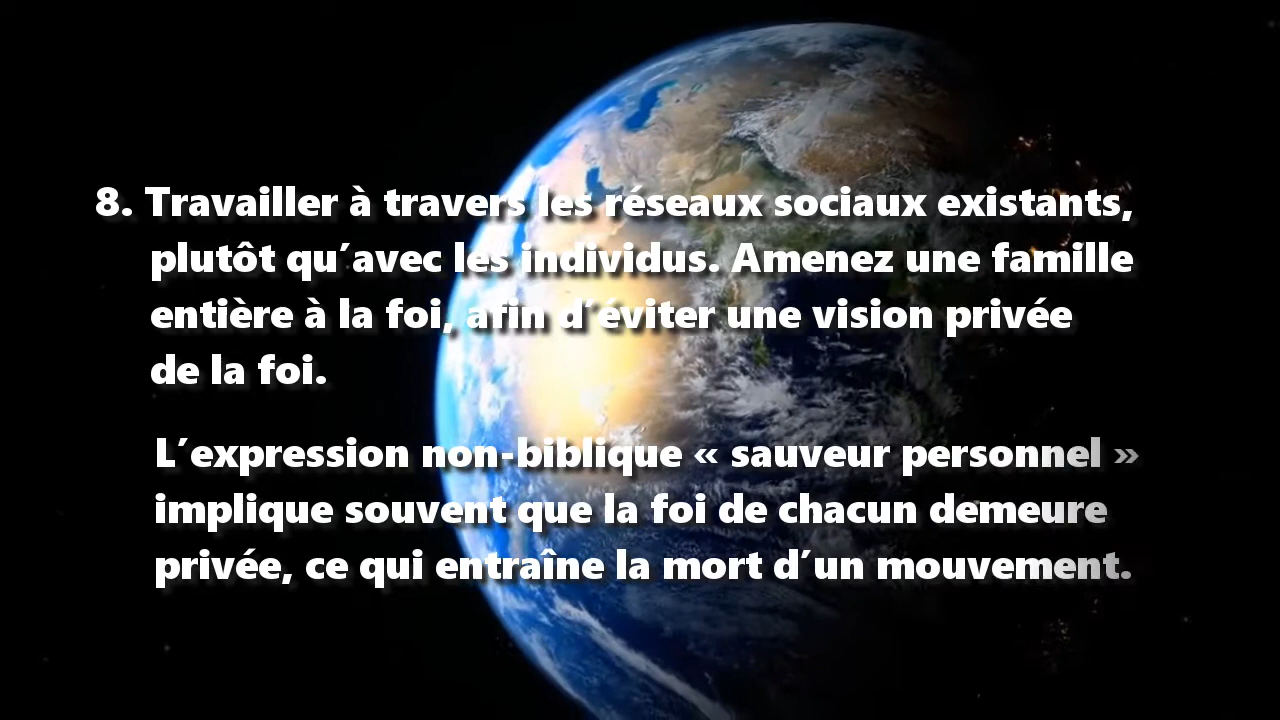 8. Travailler à travers les réseaux sociaux existants,
plutôt qu´avec les individus. Amenez une famille
entière à la foi, afin d´éviter une vision privée
de la foi.
L´expression non-biblique « sauveur personnel »
implique souvent que la foi de chacun demeure
privée, ce qui entraîne la mort d´un mouvement.